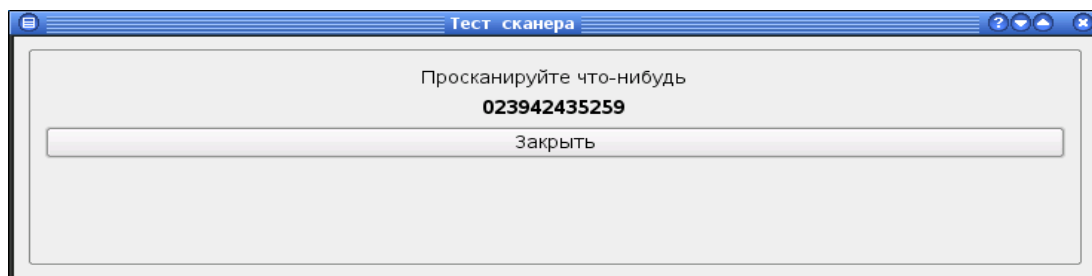 Тест сканера
Просканируйте что-нибудь
023942435259
Закрыть